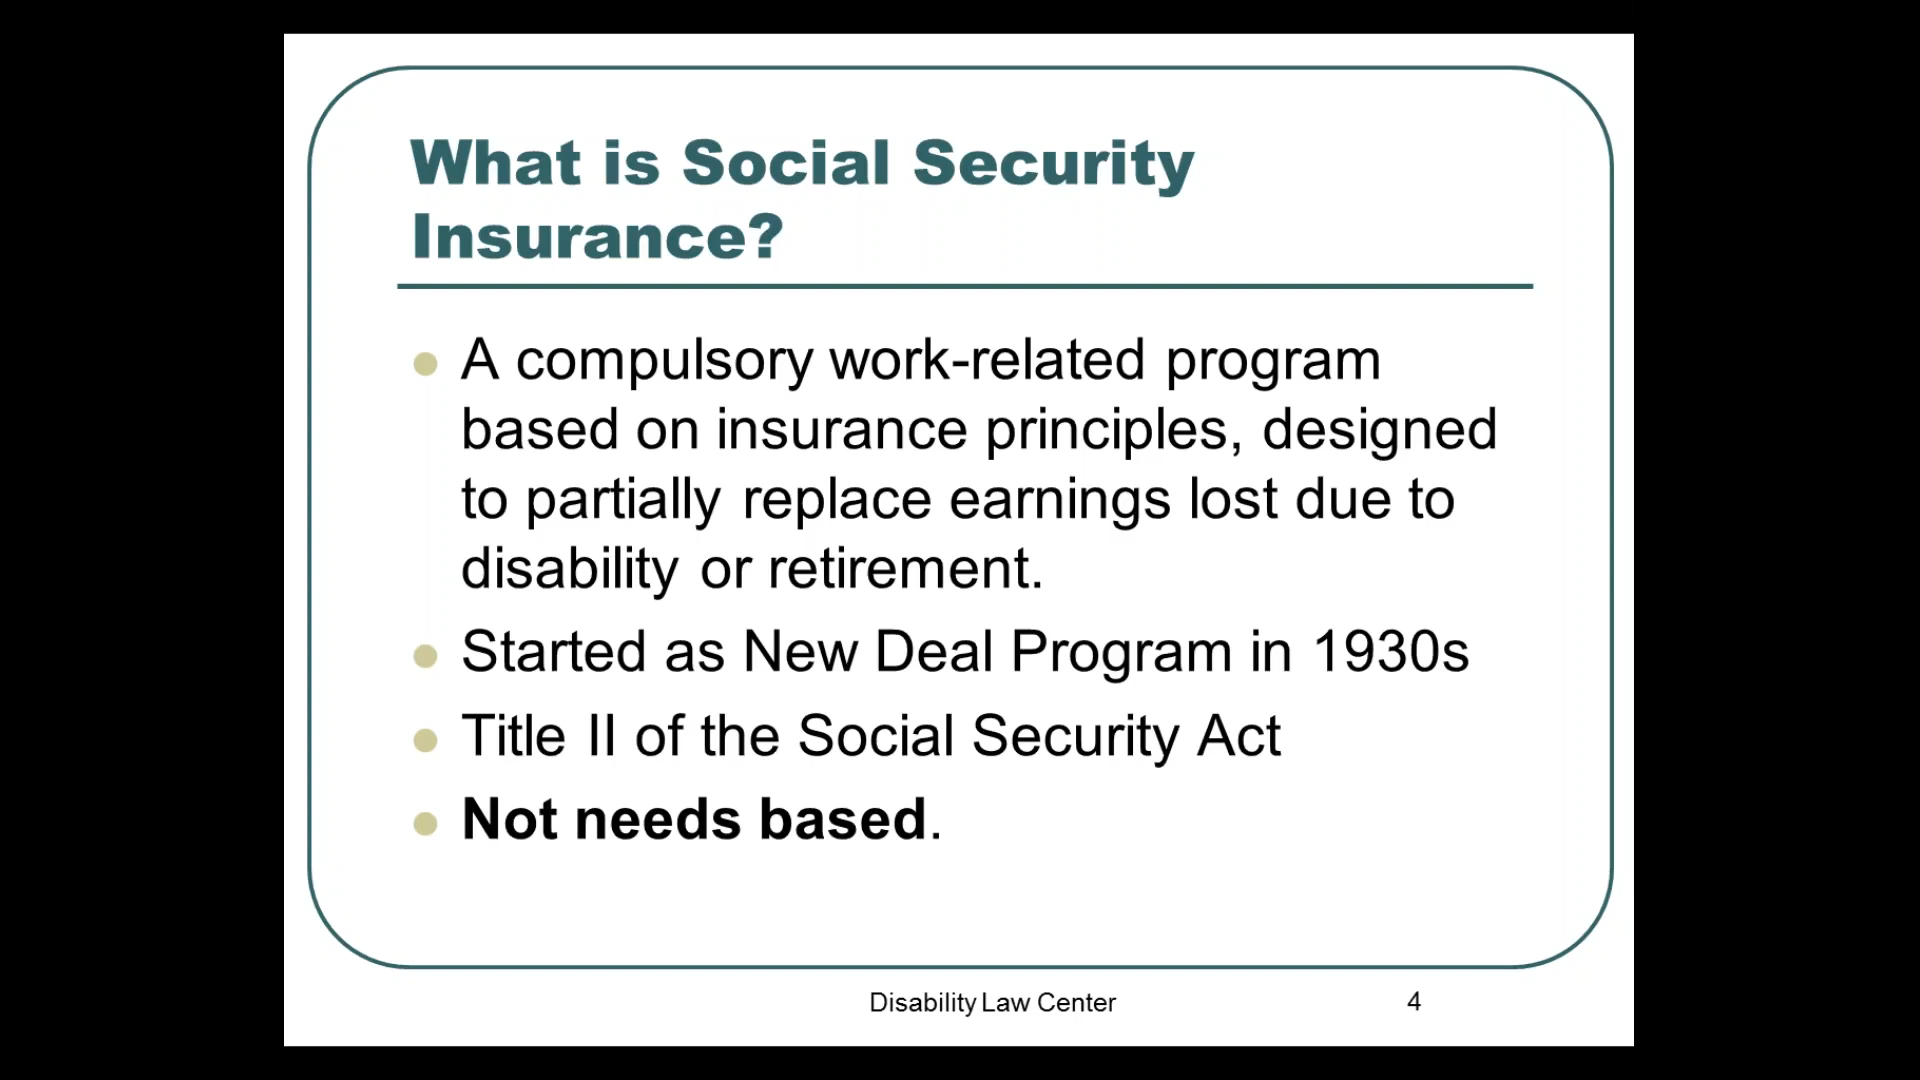 What is Social Security
Insurance?
A compulsory work-related program
based on insurance principles, designed
to partially replace earnings lost due to
disability or retirement.
Started as New Deal Program in 1930s
Title II of the Social Security Act
Not needs based.
Disability Law Center
4